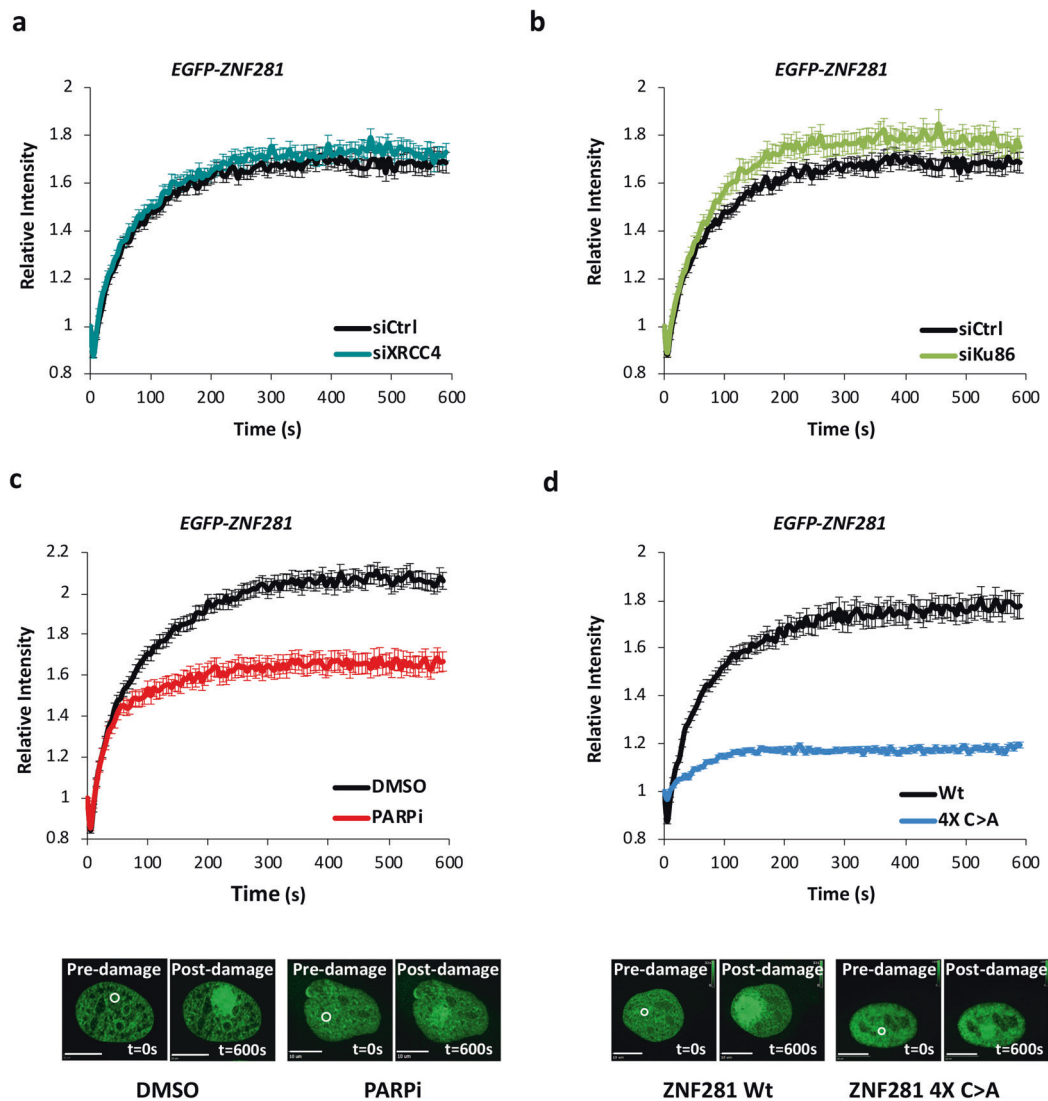 a
EGFP-ZNF281
Relative Intensity
2
1.8
1.6
1.4
1.2
1
0.8
siCtrl
siXRCC4
0 100 200 300 400 500 600
Time (s)
b
EGFP-ZNF281
Relative Intensity
2
1.8
1.6
1.4
1.2
1
0.8
siCtrl
siKu86
0 100 200 300 400 500 600
Time (s)
c
EGFP-ZNF281
Relative Intensity
2.2
2
1.8
1.6
1.4
1.2
1
0.8
DMSO
PARPi
0 100 200 300 400 500 600
Time (s)
Pre-damage
t=0s
Post-damage
t=600s
DMSO
Pre-damage
t=0s
10 um
Post-damage
t=600s
10 um
PARPi
d
EGFP-ZNF281
Relative Intensity
2
1.8
1.6
1.4
1.2
1
0.8
Wt
4X C>A
0 100 200 300 400 500 600
Time (s)
Pre-damage
t=0s
Post-damage
t=600s
ZNF281 Wt
Pre-damage
t=0s
Post-damage
t=600s
ZNF281 4X C>A